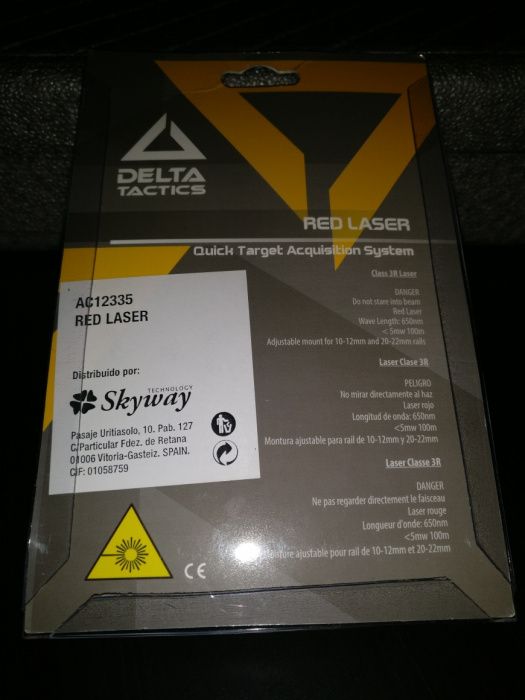 DELTA
TACTICS
RED LASER
Quick Target Acquisition System
Class 3R Laser
DANGER
Do not stare into beam
Red Laser
Wave Length: 650nm
< 5mw 100m
Adjustable mount for 10-12mm and 20-22mm rails
Laser Clase 3R
PELIGRO
No mirar directamente al haz
Laser rojo
Longitud de onda: 650nm
<5mw 100m
Montura ajustable para rail de 10-12mm y 20-22mm
Laser Classe 3R
DANGER
Ne pas regarder directement le faisceau
Laser rouge
Longueur d'onde: 650nm
<5mw 100m
ajustable pour rail de 10-12mm et 20-22mm
AC12335
RED LASER
Distribuido por:
TECHNOLOGY
Skyway
Pasaje Uritiasolo, 10. Pab. 127
C/Particular Fdez. de Retana
01006 Vitoria-Gasteiz. SPAIN.
CIF: 01058759
CE